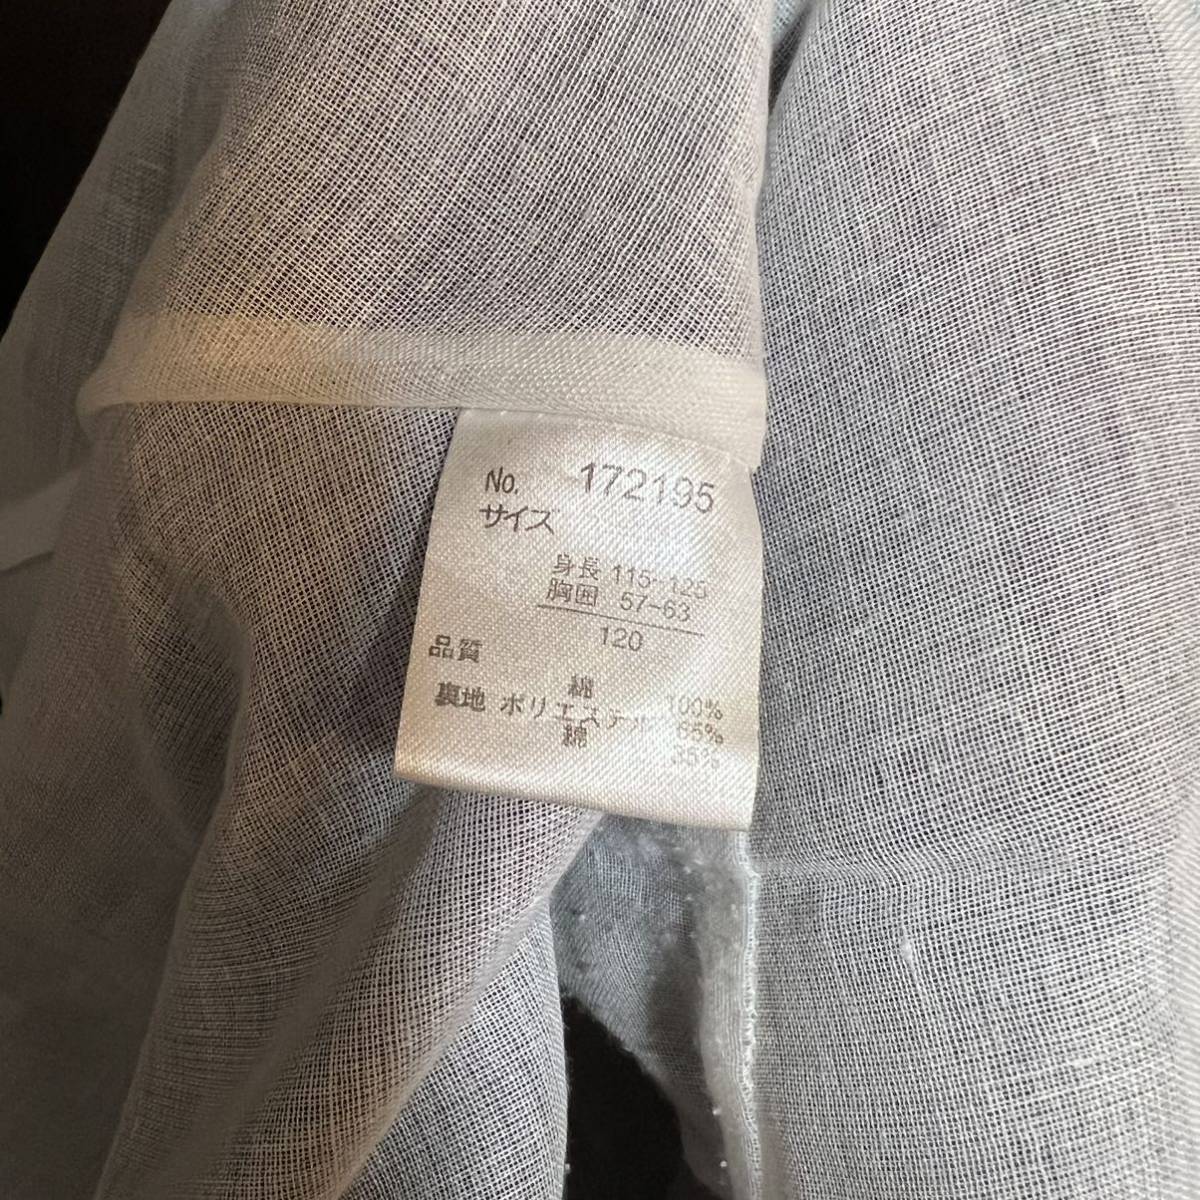 No. 172195
サイズ
身長 115-125
胸囲 57-63
120
品質
綿 100%
裏地 ポリエステル 65%
綿 35%